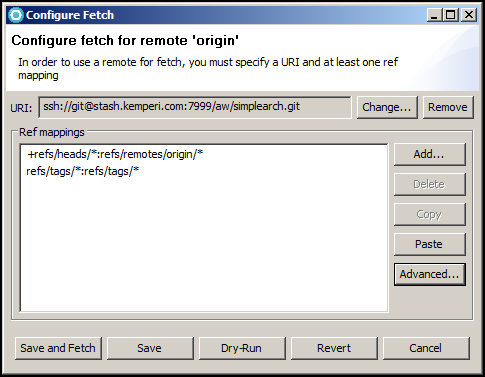 Configure Fetch
Configure fetch for remote 'origin'
In order to use a remote for fetch, you must specify a URI and at least one ref
mapping
URI: ssh://git@stash.kemperi.com:7999/aw/simplearch.git Change... Remove
Ref mappings
+refs/heads/*:refs/remotes/origin/* Add...
refs/tags/*:refs/tags/*
Delete
Copy
Paste
Advanced...
Save and Fetch Save Dry-Run Revert Cancel